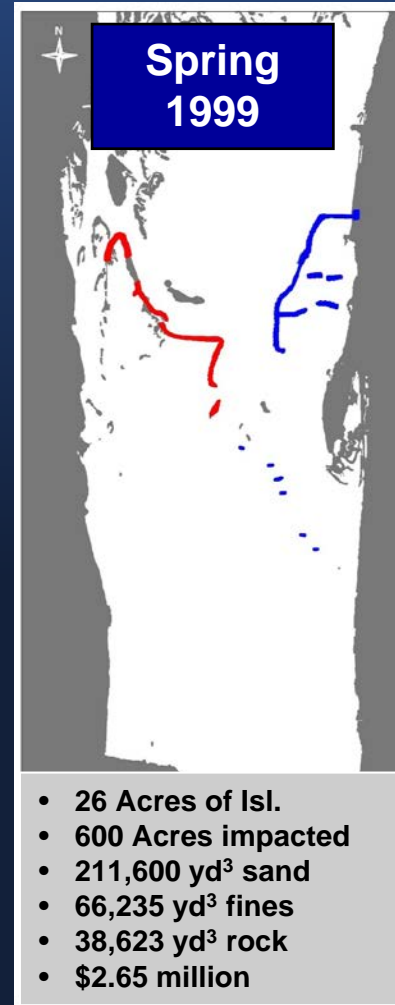 N
Spring
1999
• 26 Acres of Isl.
• 600 Acres impacted
• 211,600 yd³ sand
• 66,235 yd³ fines
• 38,623 yd³ rock
• $2.65 million